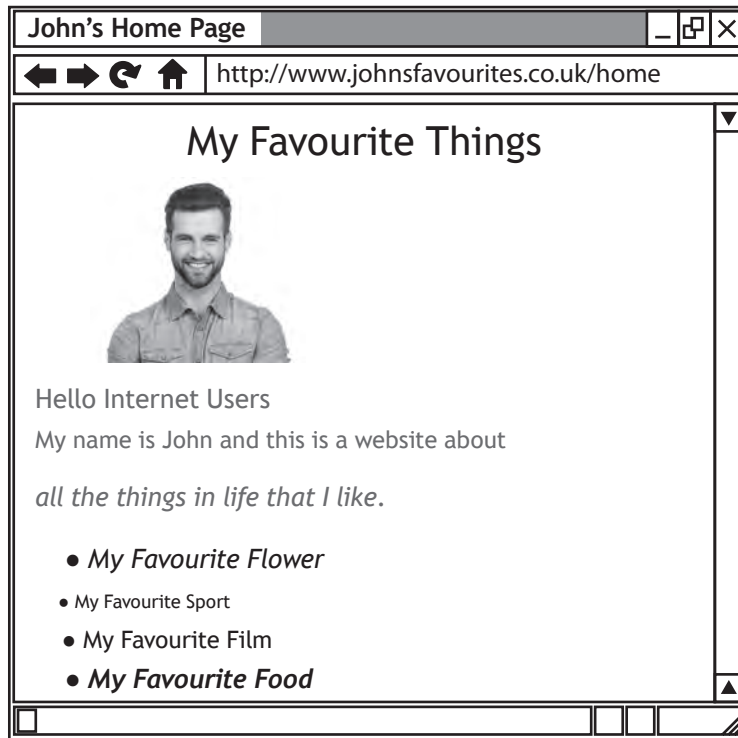 John’s Home Page
http://www.johnsfavourites.co.uk/home
My Favourite Things
Hello Internet Users
My name is John and this is a website about
all the things in life that I like.
• My Favourite Flower
• My Favourite Sport
• My Favourite Film
• My Favourite Food